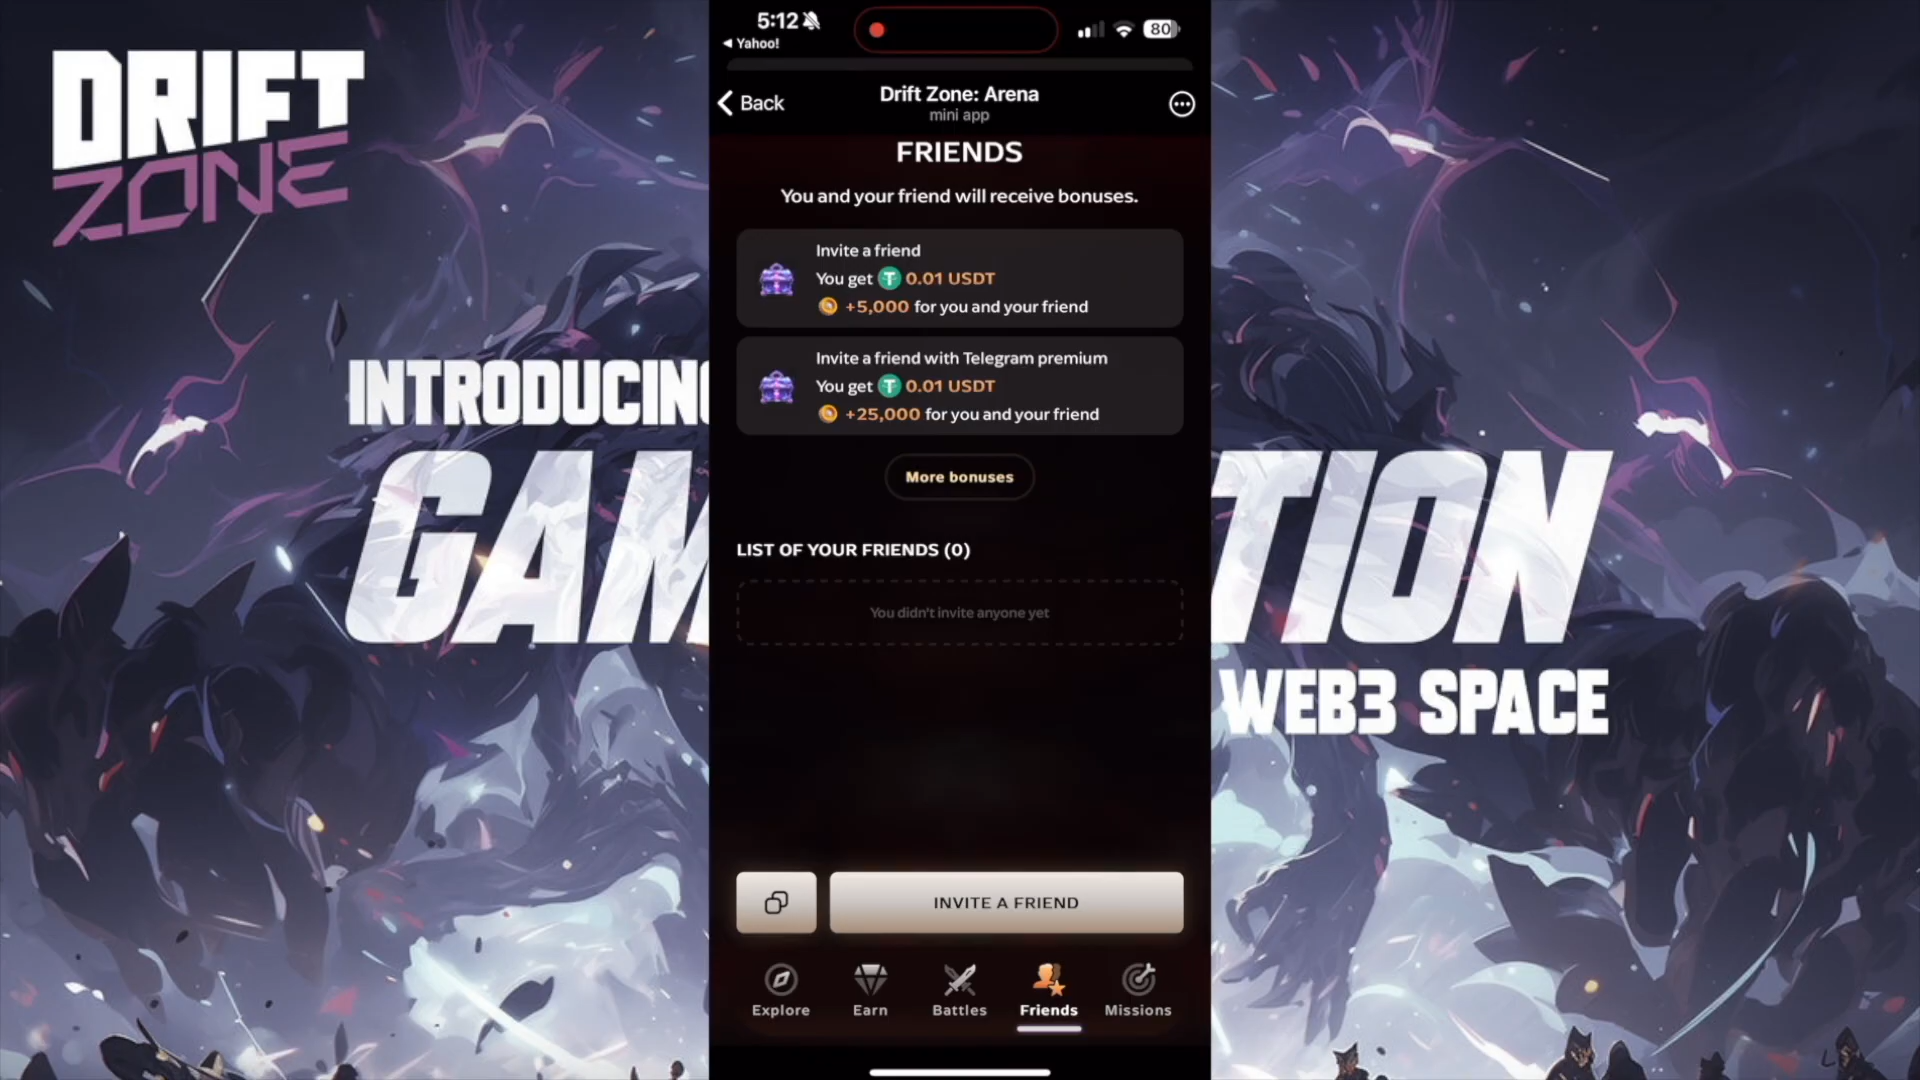 DRIFT
ZONE
INTRODUCING
GAM
TION
WEB3 SPACE
5:12
80
Yahoo!
Back
Drift Zone: Arena
mini app
FRIENDS
You and your friend will receive bonuses.
Invite a friend
You get 0.01 USDT
+5,000 for you and your friend
Invite a friend with Telegram premium
You get 0.01 USDT
+25,000 for you and your friend
More bonuses
LIST OF YOUR FRIENDS (0)
You didn't invite anyone yet
INVITE A FRIEND
Explore
Earn
Battles
Friends
Missions